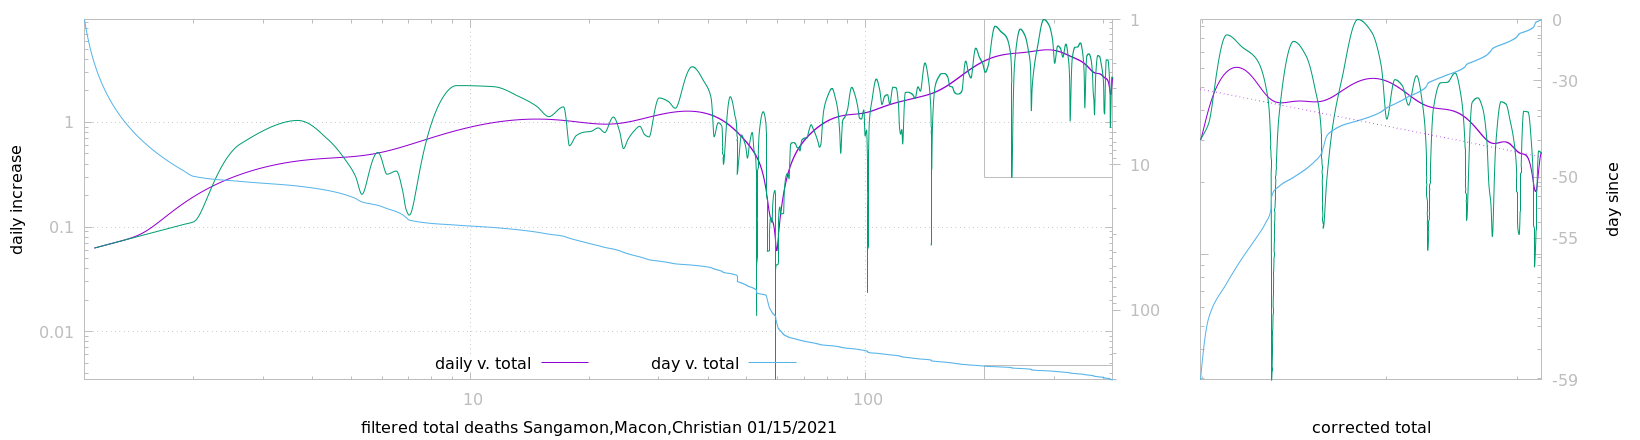 1
0.1
0.01
daily increase
daily v. total
day v. total
10
100
filtered total deaths Sangamon,Macon,Christian 01/15/2021
1
10
100
0
-30
-50
-55
-59
day since
corrected total